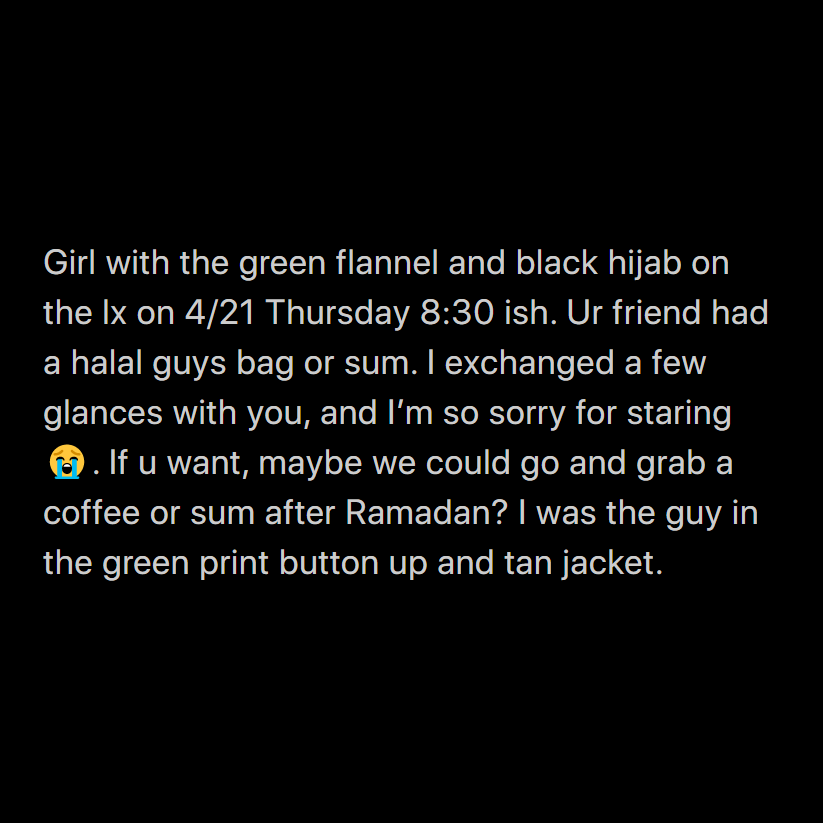 Girl with the green flannel and black hijab on
the lx on 4/21 Thursday 8:30 ish. Ur friend had
a halal guys bag or sum. I exchanged a few
glances with you, and I’m so sorry for staring
😭. If u want, maybe we could go and grab a
coffee or sum after Ramadan? I was the guy in
the green print button up and tan jacket.